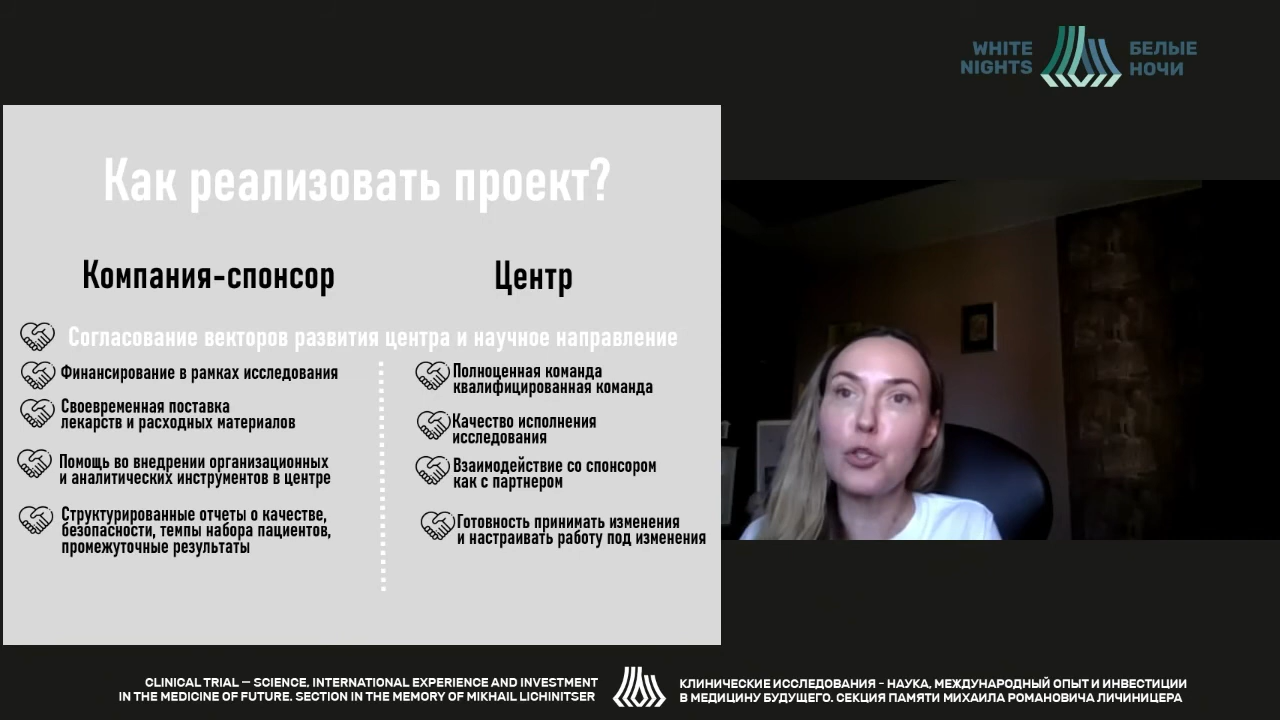 WHITE
NIGHTS
БЕЛЫЕ
НОЧИ
Как реализовать проект?
Компания-спонсор
Центр
Согласование векторов развития центра и научное направление
Финансирование в рамках исследования
Своевременная поставка
лекарств и расходных материалов
Помощь во внедрении организационных
и аналитических инструментов в центре
Структурированные отчеты о качестве,
безопасности, темпы набора пациентов,
промежуточные результаты
Полноценная команда
квалифицированная команда
Качество исполнения
исследования
Взаимодействие со спонсором
как с партнером
Готовность принимать изменения
и настраивать работу под изменения
CLINICAL TRIAL – SCIENCE, INTERNATIONAL EXPERIENCE AND INVESTMENT
IN THE MEDICINE OF FUTURE. SECTION IN THE MEMORY OF MIKHAIL LICHINITSER
КЛИНИЧЕСКИЕ ИССЛЕДОВАНИЯ - НАУКА, МЕЖДУНАРОДНЫЙ ОПЫТ И ИНВЕСТИЦИИ
В МЕДИЦИНУ БУДУЩЕГО. СЕКЦИЯ ПАМЯТИ МИХАИЛА РОМАНОВИЧА ЛИЧИНИЦЕРА